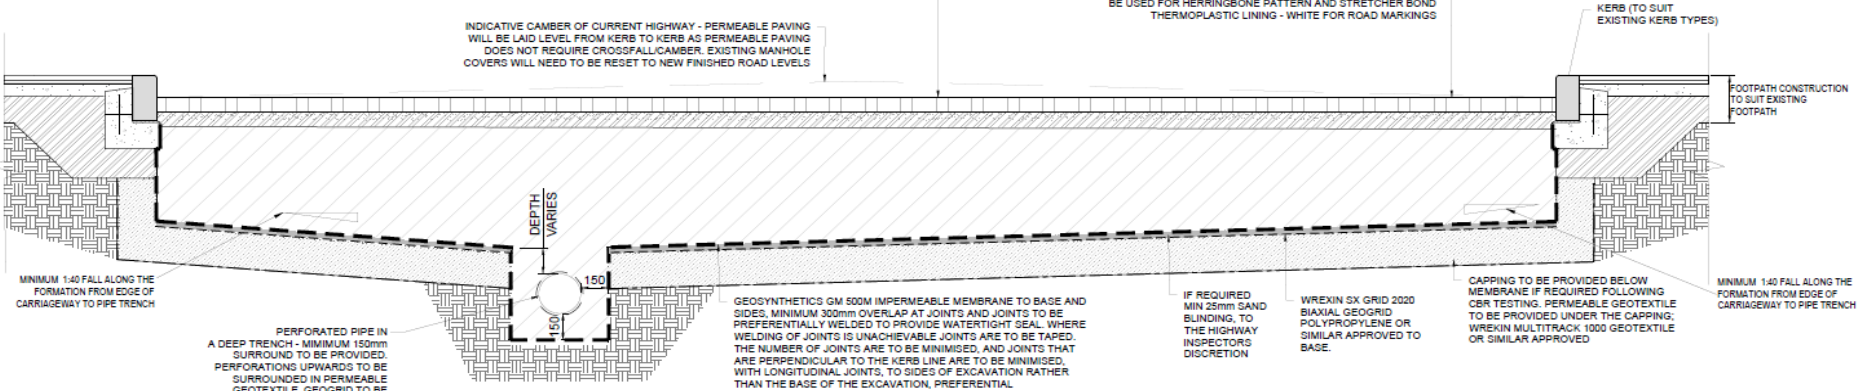 INDICATIVE CAMBER OF CURRENT HIGHWAY - PERMEABLE PAVING
WILL BE LAID LEVEL FROM KERB TO KERB AS PERMEABLE PAVING
DOES NOT REQUIRE CROSSFALL/CAMBER. EXISTING MANHOLE
COVERS WILL NEED TO BE RESET TO NEW FINISHED ROAD LEVELS
BE USED FOR HERRINGBONE PATTERN AND STRETCHER BOND
THERMOPLASTIC LINING - WHITE FOR ROAD MARKINGS
KERB (TO SUIT
EXISTING KERB TYPES)
FOOTPATH CONSTRUCTION
TO SUIT EXISTING
FOOTPATH
DEPTH
VARIES
150
150
MINIMUM 1:40 FALL ALONG THE
FORMATION FROM EDGE OF
CARRIAGEWAY TO PIPE TRENCH
PERFORATED PIPE IN
A DEEP TRENCH - MIMIMUM 150mm
SURROUND TO BE PROVIDED.
PERFORATIONS UPWARDS TO BE
SURROUNDED IN PERMEABLE
GEOTEXTILE. GEOGRID TO BE
GEOSYNTHETICS GM 500M IMPERMEABLE MEMBRANE TO BASE AND
SIDES, MINIMUM 300mm OVERLAP AT JOINTS AND JOINTS TO BE
PREFERENTIALLY WELDED TO PROVIDE WATERTIGHT SEAL. WHERE
WELDING OF JOINTS IS UNACHIEVABLE JOINTS ARE TO BE TAPED.
THE NUMBER OF JOINTS ARE TO BE MINIMISED, AND JOINTS THAT
ARE PERPENDICULAR TO THE KERB LINE ARE TO BE MINIMISED,
WITH LONGITUDINAL JOINTS, TO SIDES OF EXCAVATION RATHER
THAN THE BASE OF THE EXCAVATION, PREFERENTIAL
IF REQUIRED
MIN 25mm SAND
BLINDING, TO
THE HIGHWAY
INSPECTORS
DISCRETION
WREXIN SX GRID 2020
BIAXIAL GEOGRID
POLYPROPYLENE OR
SIMILAR APPROVED TO
BASE.
CAPPING TO BE PROVIDED BELOW
MEMBRANE IF REQUIRED FOLLOWING
CBR TESTING. PERMEABLE GEOTEXTILE
TO BE PROVIDED UNDER THE CAPPING;
WREKIN MULTITRACK 1000 GEOTEXTILE
OR SIMILAR APPROVED
MINIMUM 1:40 FALL ALONG THE
FORMATION FROM EDGE OF
CARRIAGEWAY TO PIPE TRENCH